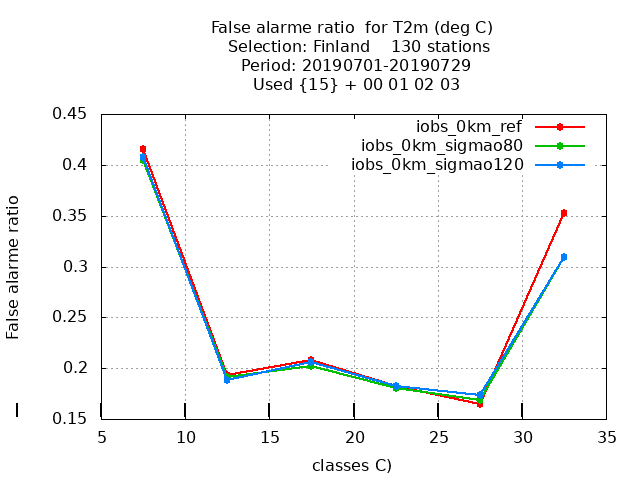 False alarme ratio  for T2m (deg C)
Selection: Finland    130 stations
Period: 20190701-20190729
Used {15} + 00 01 02 03
iobs_0km_ref
iobs_0km_sigmao80
iobs_0km_sigmao120
False alarme ratio
0.45
0.4
0.35
0.3
0.25
0.2
0.15
5 10 15 20 25 30 35
classes C)